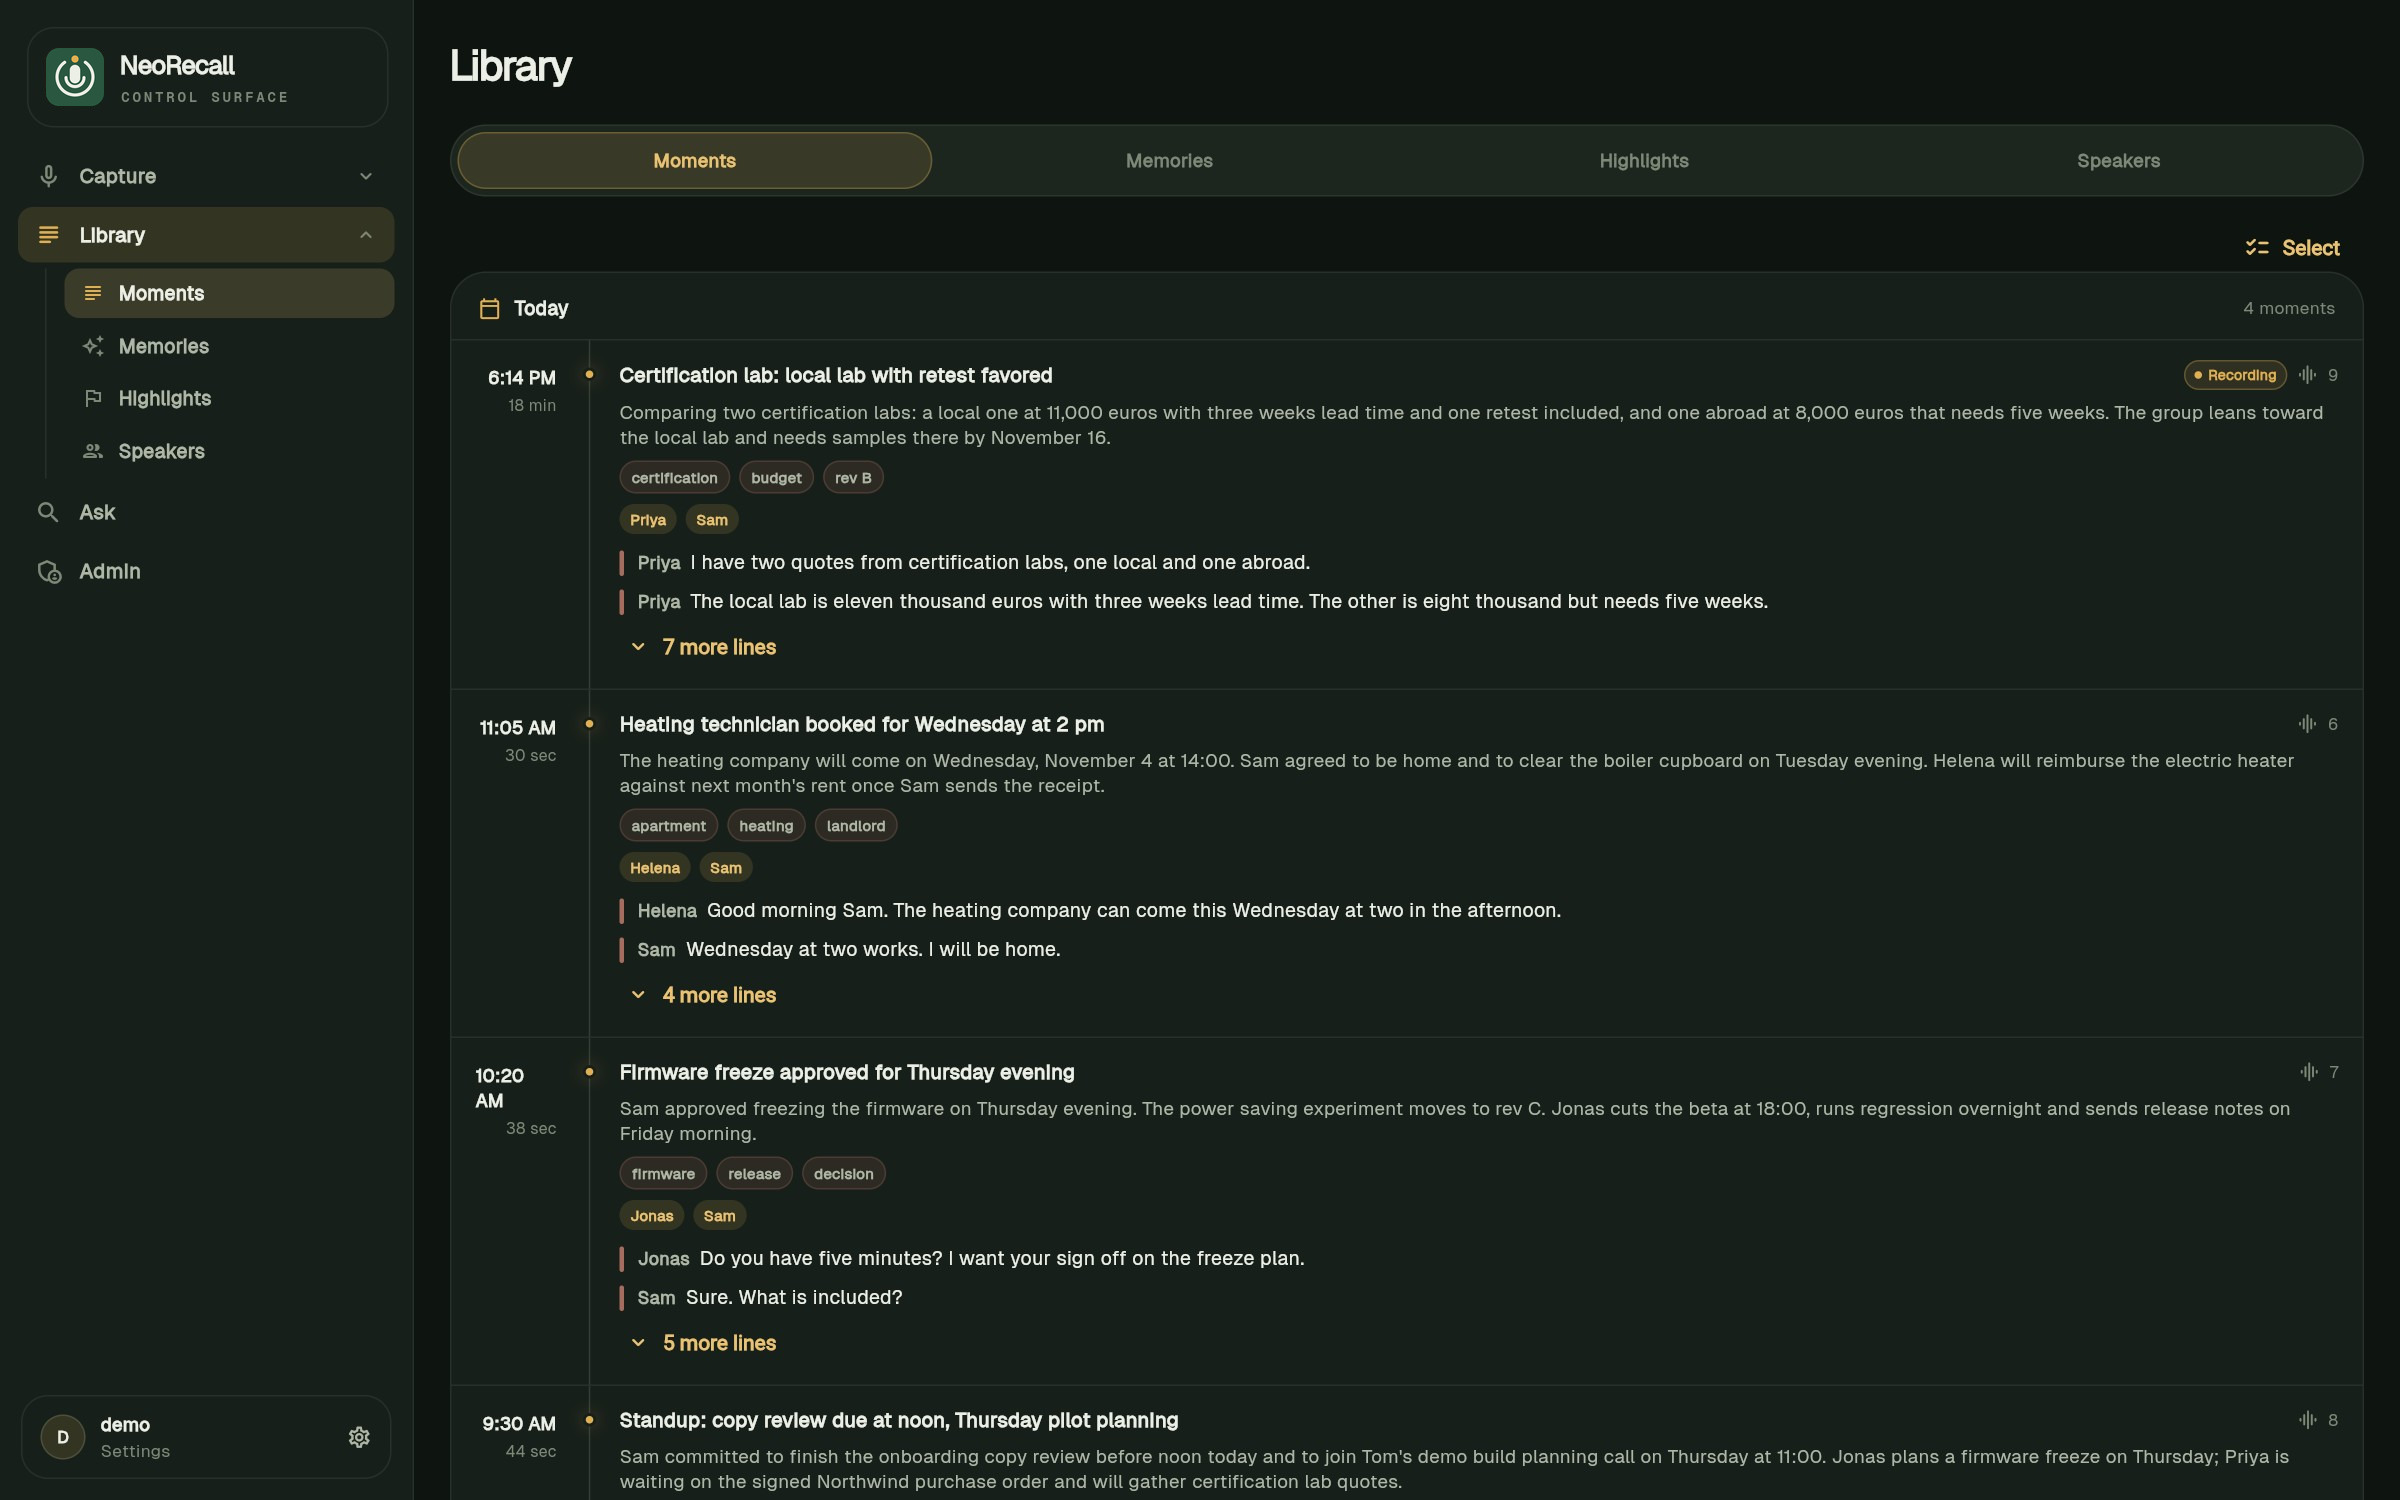 NeoRecall
CONTROL SURFACE
Capture
Library
Moments
Memories
Highlights
Speakers
Ask
Admin
demo
Settings
D
Library
Moments
Memories
Highlights
Speakers
Select
Today
4 moments
6:14 PM
18 min
Certification lab: local lab with retest favored
Recording
9
Comparing two certification labs: a local one at 11,000 euros with three weeks lead time and one retest included, and one abroad at 8,000 euros that needs five weeks. The group leans toward
the local lab and needs samples there by November 16.
certification budget rev B
Priya Sam
Priya I have two quotes from certification labs, one local and one abroad.
Priya The local lab is eleven thousand euros with three weeks lead time. The other is eight thousand but needs five weeks.
7 more lines
11:05 AM
30 sec
Heating technician booked for Wednesday at 2 pm
6
The heating company will come on Wednesday, November 4 at 14:00. Sam agreed to be home and to clear the boiler cupboard on Tuesday evening. Helena will reimburse the electric heater
against next month's rent once Sam sends the receipt.
apartment heating landlord
Helena Sam
Helena Good morning Sam. The heating company can come this Wednesday at two in the afternoon.
Sam Wednesday at two works. I will be home.
4 more lines
10:20
AM
38 sec
Firmware freeze approved for Thursday evening
7
Sam approved freezing the firmware on Thursday evening. The power saving experiment moves to rev C. Jonas cuts the beta at 18:00, runs regression overnight and sends release notes on
Friday morning.
firmware release decision
Jonas Sam
Jonas Do you have five minutes? I want your sign off on the freeze plan.
Sam Sure. What is included?
5 more lines
9:30 AM
44 sec
Standup: copy review due at noon, Thursday pilot planning
8
Sam committed to finish the onboarding copy review before noon today and to join Tom's demo build planning call on Thursday at 11:00. Jonas plans a firmware freeze on Thursday; Priya is
waiting on the signed Northwind purchase order and will gather certification lab quotes.